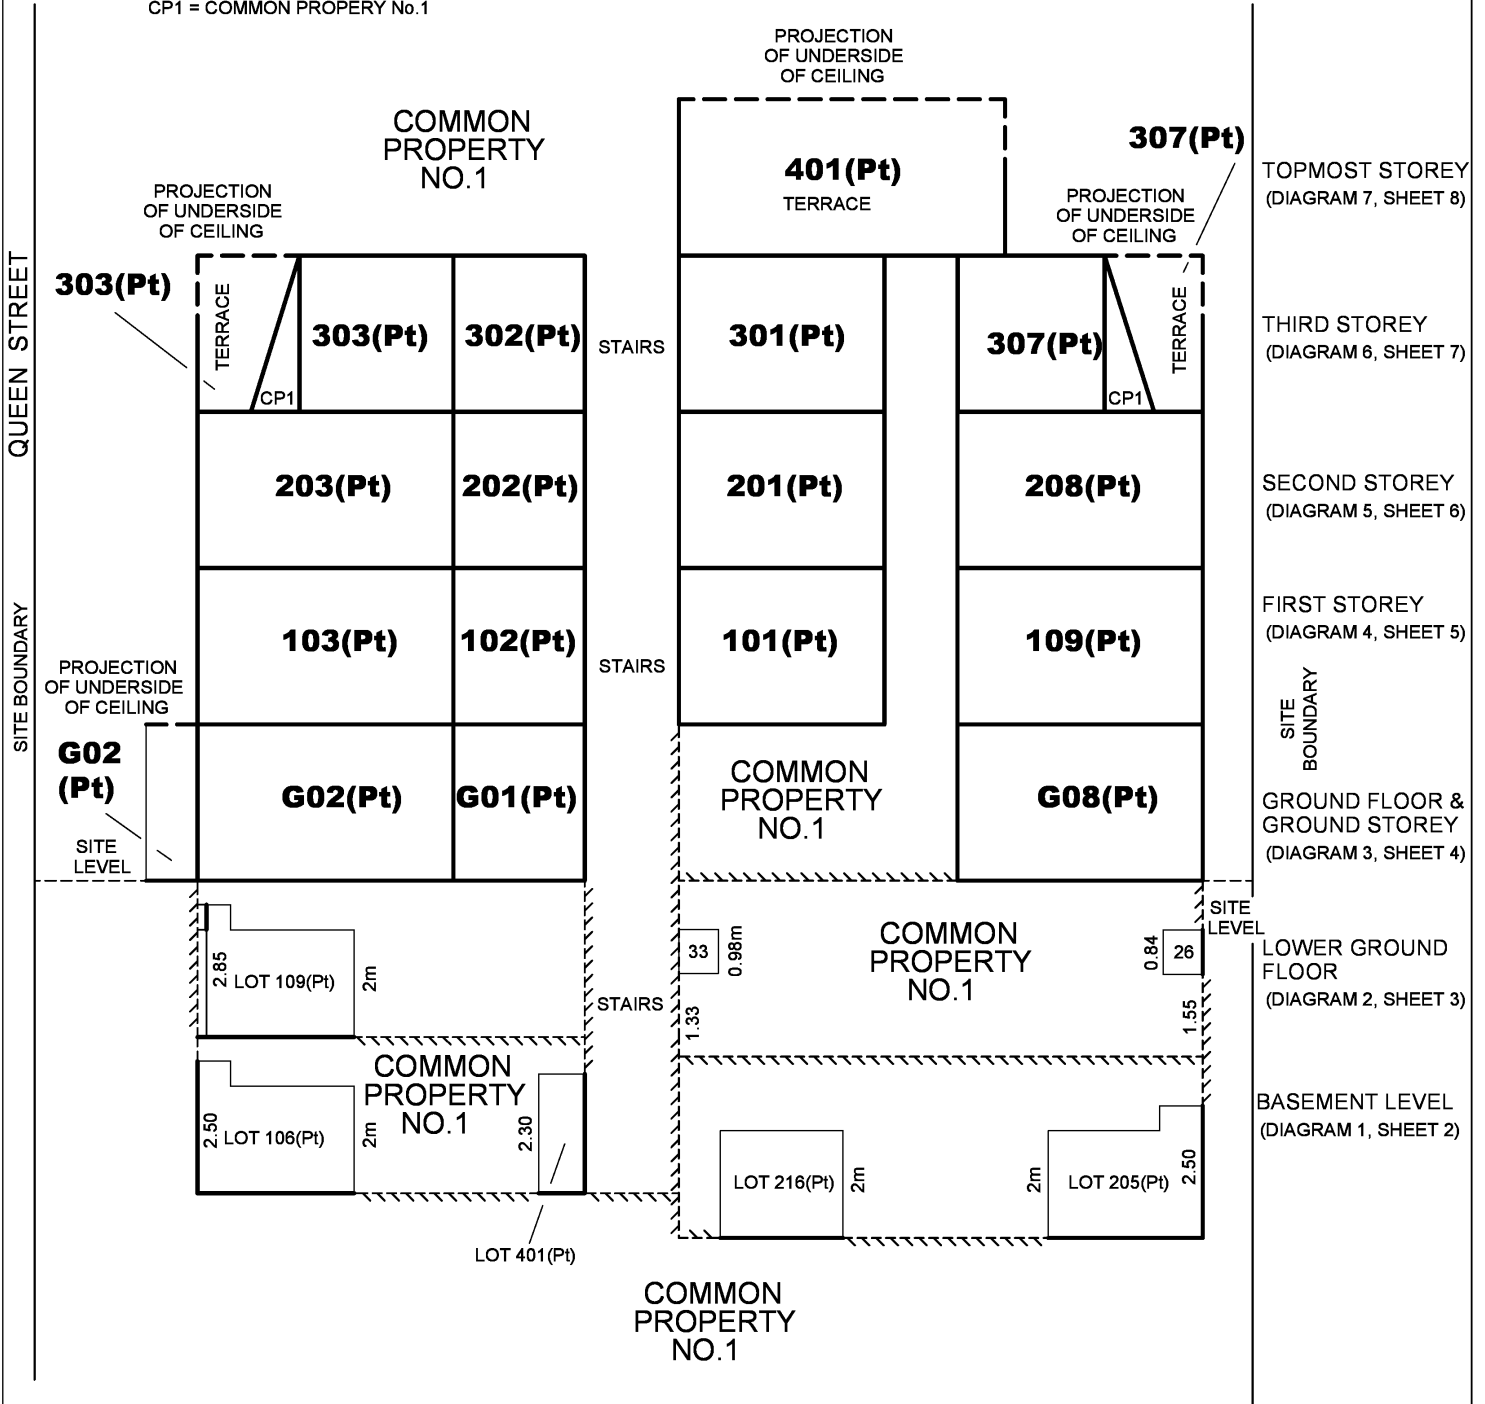 CP1 = COMMON PROPERY No.1
PROJECTION
OF UNDERSIDE
OF CEILING
COMMON
PROPERTY
NO.1
401(Pt)
TERRACE
307(Pt)
TOPMOST STOREY
(DIAGRAM 7, SHEET 8)
PROJECTION
OF UNDERSIDE
OF CEILING
PROJECTION
OF UNDERSIDE
OF CEILING
QUEEN STREET
303(Pt)
TERRACE
CP1
303(Pt)
302(Pt)
STAIRS
301(Pt)
307(Pt)
CP1
TERRACE
THIRD STOREY
(DIAGRAM 6, SHEET 7)
203(Pt)
202(Pt)
201(Pt)
208(Pt)
SECOND STOREY
(DIAGRAM 5, SHEET 6)
SITE BOUNDARY
103(Pt)
102(Pt)
STAIRS
101(Pt)
109(Pt)
FIRST STOREY
(DIAGRAM 4, SHEET 5)
SITE
BOUNDARY
PROJECTION
OF UNDERSIDE
OF CEILING
G02
(Pt)
SITE
LEVEL
G02(Pt)
G01(Pt)
COMMON
PROPERTY
NO.1
G08(Pt)
GROUND FLOOR &
GROUND STOREY
(DIAGRAM 3, SHEET 4)
SITE
LEVEL
2.85
LOT 109(Pt)
2m
STAIRS
33
0.98m
1.33
COMMON
PROPERTY
NO.1
0.84
26
1.55
LOWER GROUND
FLOOR
(DIAGRAM 2, SHEET 3)
COMMON
PROPERTY
NO.1
2.50
LOT 106(Pt)
2m
2.30
LOT 401(Pt)
LOT 216(Pt)
2m
2m
LOT 205(Pt)
2.50
BASEMENT LEVEL
(DIAGRAM 1, SHEET 2)
COMMON
PROPERTY
NO.1